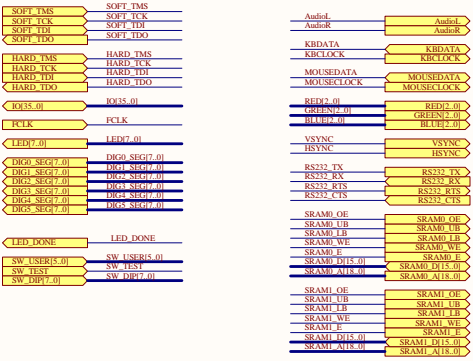 SOFT_TMS SOFT_TMS
SOFT_TCK SOFT_TCK
SOFT_TDI SOFT_TDI
SOFT_TDO SOFT_TDO
HARD_TMS HARD_TMS
HARD_TCK HARD_TCK
HARD_TDI HARD_TDI
HARD_TDO HARD_TDO
IO[35..0] IO[35..0]
FCLK FCLK
LED[7..0] LED[7..0]
DIG0_SEG[7..0] DIG0_SEG[7..0]
DIG1_SEG[7..0] DIG1_SEG[7..0]
DIG2_SEG[7..0] DIG2_SEG[7..0]
DIG3_SEG[7..0] DIG3_SEG[7..0]
DIG4_SEG[7..0] DIG4_SEG[7..0]
DIG5_SEG[7..0] DIG5_SEG[7..0]
LED_DONE LED_DONE
SW_USER[5..0] SW_USER[5..0]
SW_TEST SW_TEST
SW_DIP[7..0] SW_DIP[7..0]
AudioL AudioL
AudioR AudioR
KBDATA KBDATA
KBCLOCK KBCLOCK
MOUSEDATA MOUSEDATA
MOUSECLOCK MOUSECLOCK
RED[2..0] RED[2..0]
GREEN[2..0] GREEN[2..0]
BLUE[2..0] BLUE[2..0]
VSYNC VSYNC
HSYNC HSYNC
RS232_TX RS232_TX
RS232_RX RS232_RX
RS232_RTS RS232_RTS
RS232_CTS RS232_CTS
SRAM0_OE SRAM0_OE
SRAM0_UB SRAM0_UB
SRAM0_LB SRAM0_LB
SRAM0_WE SRAM0_WE
SRAM0_E SRAM0_E
SRAM0_D[15..0] SRAM0_D[15..0]
SRAM0_A[18..0] SRAM0_A[18..0]
SRAM1_OE SRAM1_OE
SRAM1_UB SRAM1_UB
SRAM1_LB SRAM1_LB
SRAM1_WE SRAM1_WE
SRAM1_E SRAM1_E
SRAM1_D[15..0] SRAM1_D[15..0]
SRAM1_A[18..0] SRAM1_A[18..0]